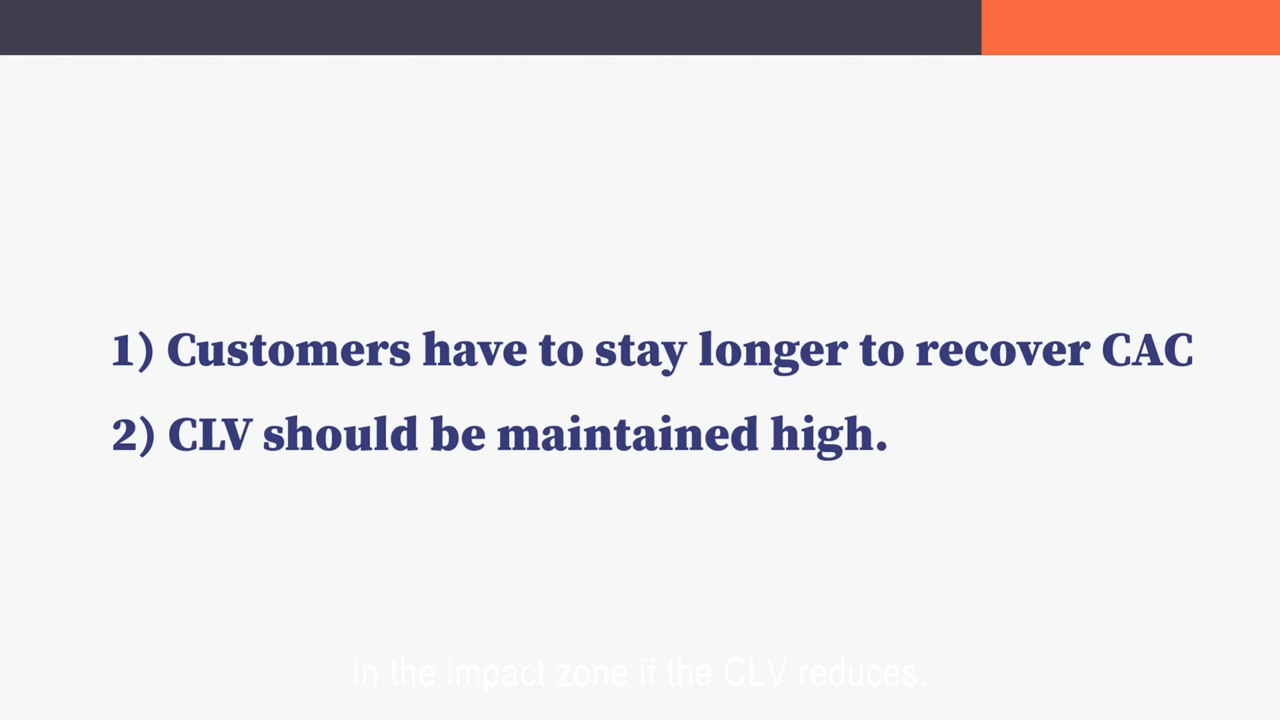 1) Customers have to stay longer to recover CAC
2) CLV should be maintained high.
in the impact zone if the CLV reduces.